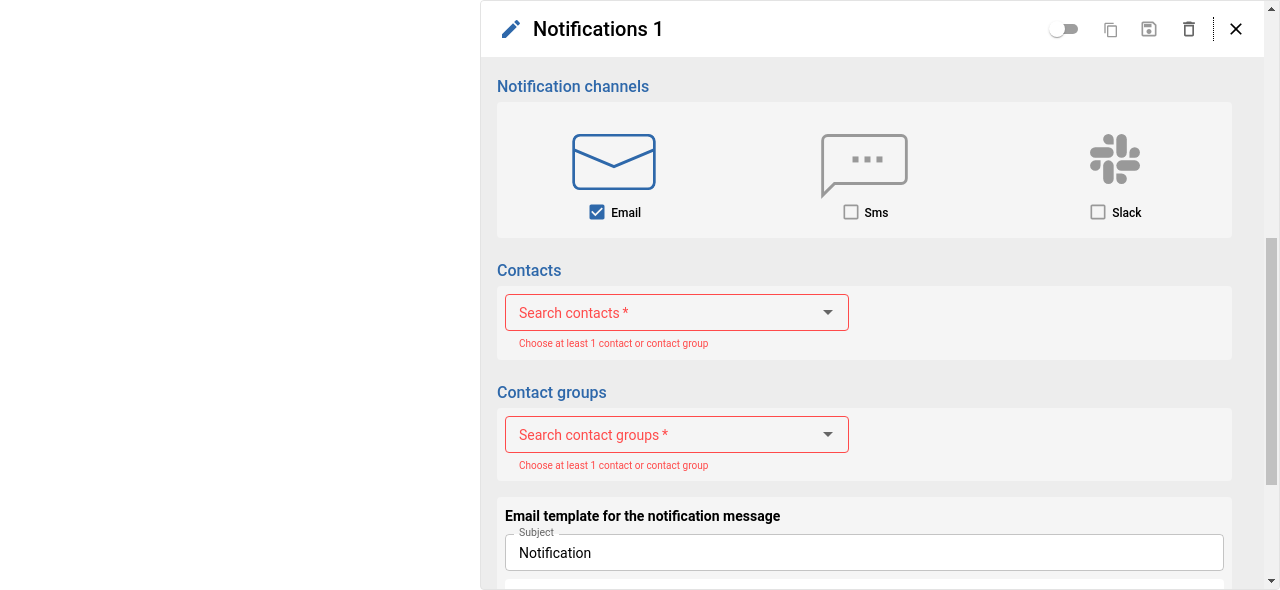 Notifications 1
Notification channels
Email
Sms
Slack
Contacts
Search contacts *
Choose at least 1 contact or contact group
Contact groups
Search contact groups *
Choose at least 1 contact or contact group
Email template for the notification message
Subject
Notification